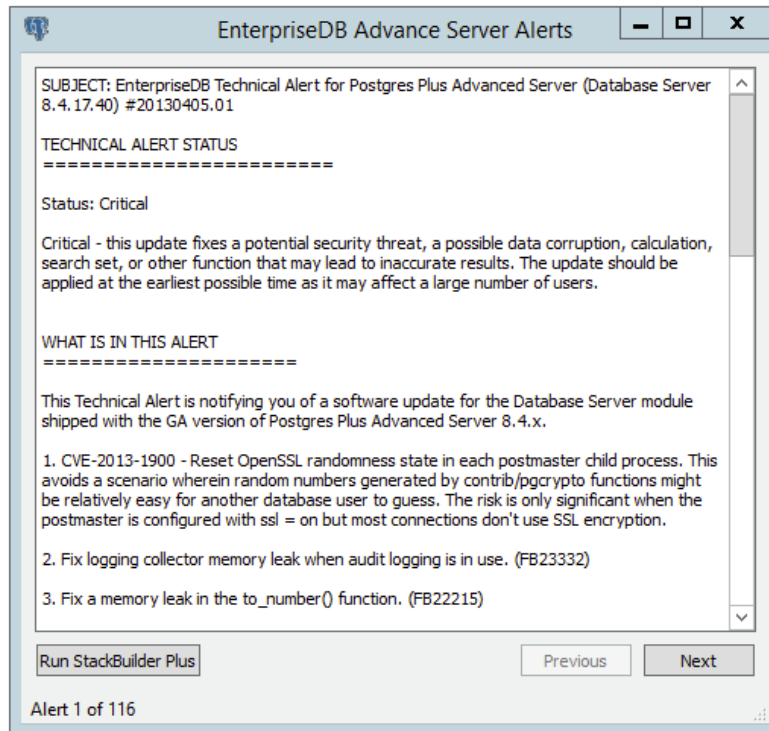 EnterpriseDB Advance Server Alerts
SUBJECT: EnterpriseDB Technical Alert for Postgres Plus Advanced Server (Database Server
8.4.17.40) #20130405.01
TECHNICAL ALERT STATUS
========================
Status: Critical
Critical - this update fixes a potential security threat, a possible data corruption, calculation,
search set, or other function that may lead to inaccurate results. The update should be
applied at the earliest possible time as it may affect a large number of users.
WHAT IS IN THIS ALERT
=====================
This Technical Alert is notifying you of a software update for the Database Server module
shipped with the GA version of Postgres Plus Advanced Server 8.4.x.
1. CVE-2013-1900 - Reset OpenSSL randomness state in each postmaster child process. This
avoids a scenario wherein random numbers generated by contrib/pgcrypto functions might
be relatively easy for another database user to guess. The risk is only significant when the
postmaster is configured with ssl = on but most connections don't use SSL encryption.
2. Fix logging collector memory leak when audit logging is in use. (FB23332)
3. Fix a memory leak in the to_number() function. (FB22215)
Run StackBuilder Plus
Previous
Next
Alert 1 of 116